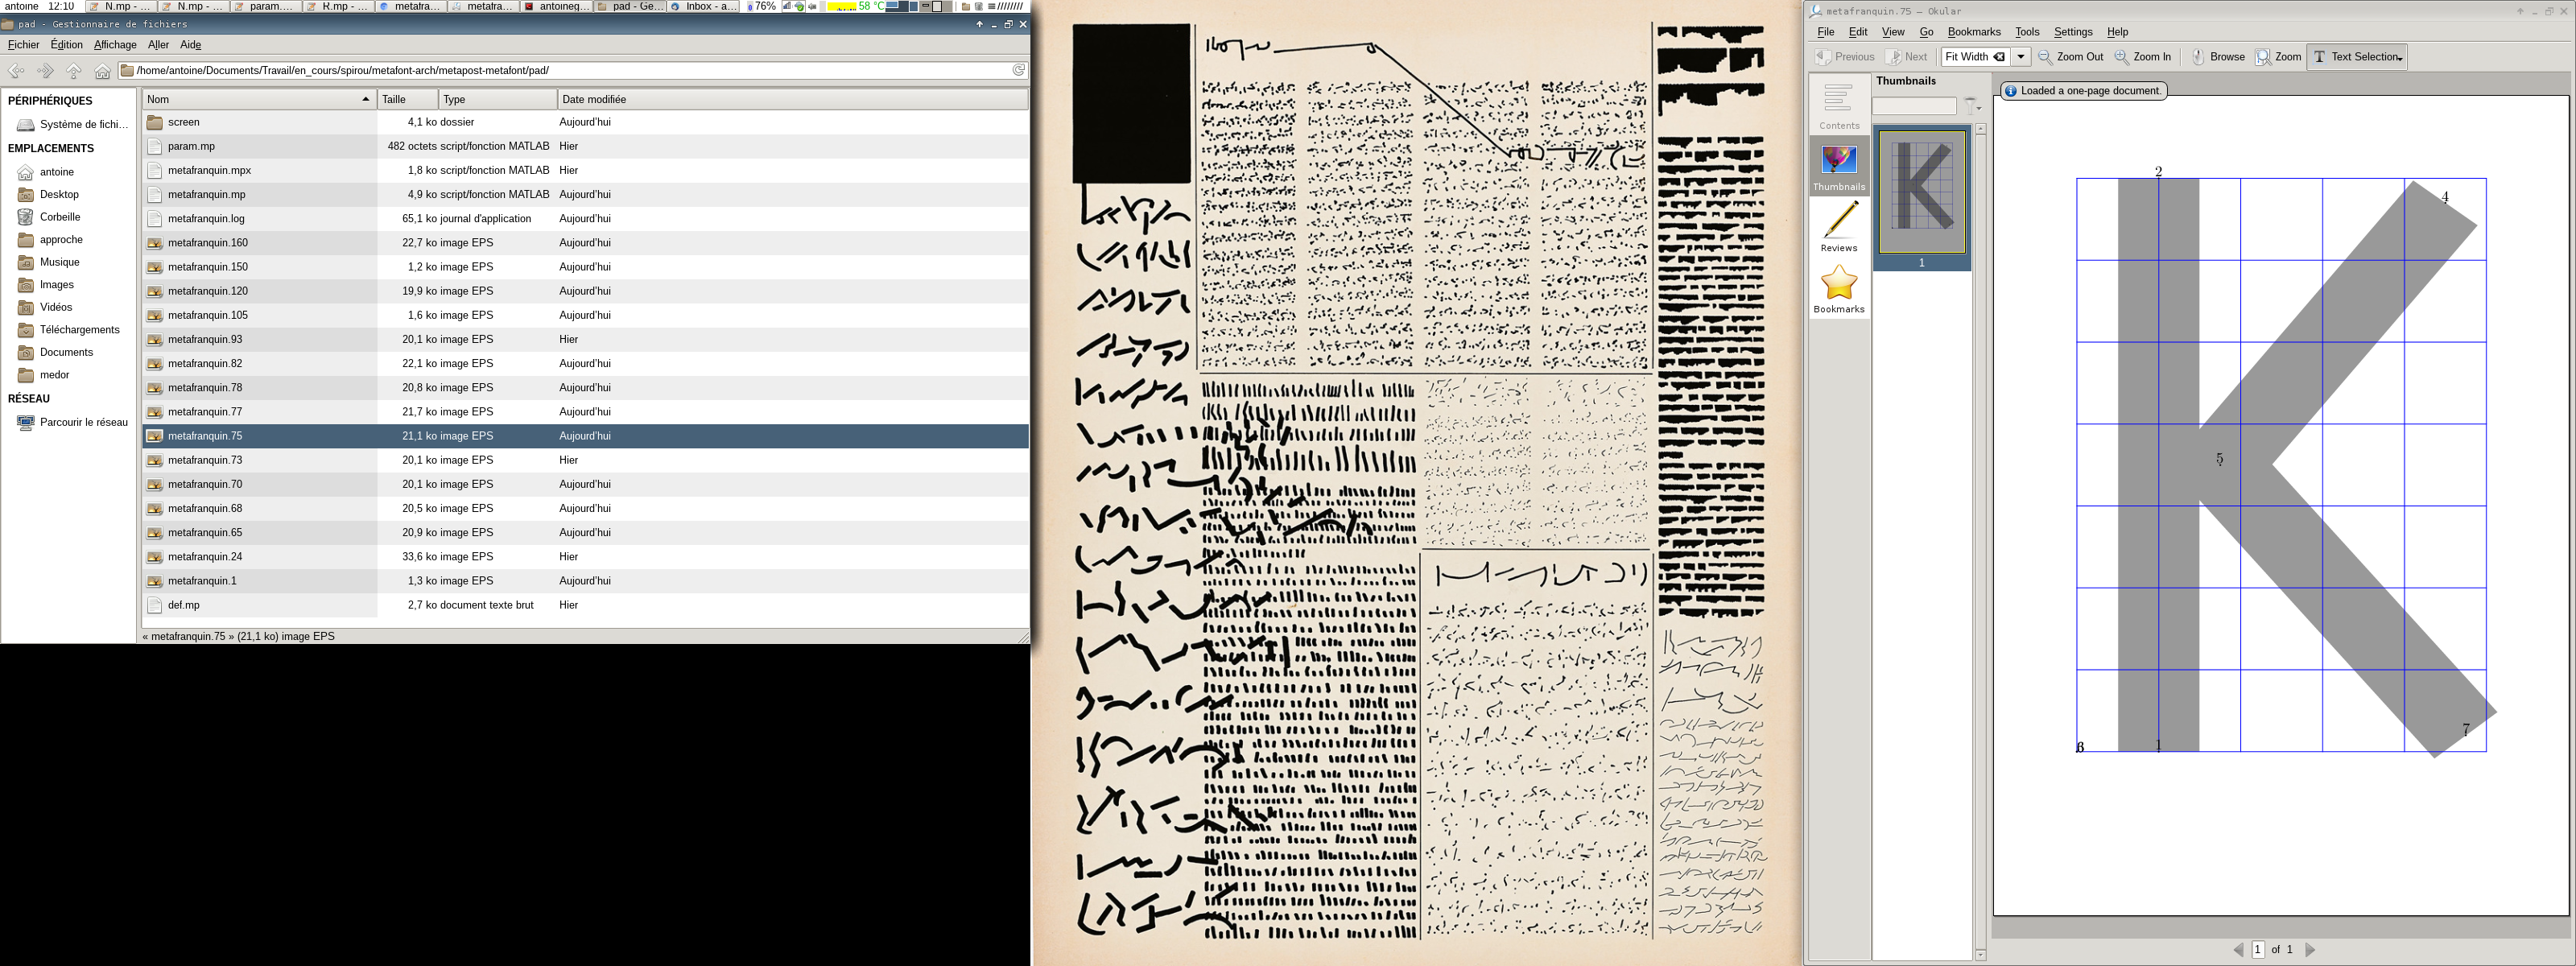 antoine 12:10 N.mp - ... N.mp - ... param.... R.mp - ... metafra... metafra... antoineg... pad - Ge... Inbox - a... 76% 58 °C
pad - Gestionnaire de fichiers
Fichier Édition Affichage Aller Aide
/home/antoine/Documents/Travail/en_cours/spirou/metafont-arch/metapost-metafont/pad/
PÉRIPHÉRIQUES
Système de fichi...
EMPLACEMENTS
antoine
Desktop
Corbeille
approche
Musique
Images
Vidéos
Téléchargements
Documents
medor
RÉSEAU
Parcourir le réseau
Nom Taille Type Date modifiée
screen 4,1 ko dossier Aujourd'hui
param.mp 482 octets script/fonction MATLAB Hier
metafranquin.mpx 1,8 ko script/fonction MATLAB Hier
metafranquin.mp 4,9 ko script/fonction MATLAB Aujourd'hui
metafranquin.log 65,1 ko journal d'application Aujourd'hui
metafranquin.160 22,7 ko image EPS Aujourd'hui
metafranquin.150 1,2 ko image EPS Aujourd'hui
metafranquin.120 19,9 ko image EPS Aujourd'hui
metafranquin.105 1,6 ko image EPS Aujourd'hui
metafranquin.93 20,1 ko image EPS Hier
metafranquin.82 22,1 ko image EPS Aujourd'hui
metafranquin.78 20,8 ko image EPS Aujourd'hui
metafranquin.77 21,7 ko image EPS Aujourd'hui
metafranquin.75 21,1 ko image EPS Aujourd'hui
metafranquin.73 20,1 ko image EPS Hier
metafranquin.70 20,1 ko image EPS Aujourd'hui
metafranquin.68 20,5 ko image EPS Aujourd'hui
metafranquin.65 20,9 ko image EPS Aujourd'hui
metafranquin.24 33,6 ko image EPS Hier
metafranquin.1 1,3 ko image EPS Aujourd'hui
def.mp 2,7 ko document texte brut Hier
« metafranquin.75 » (21,1 ko) image EPS
metafranquin.75 – Okular
File Edit View Go Bookmarks Tools Settings Help
Previous Next Fit Width Zoom Out Zoom In Browse Zoom Text Selection
Contents
Thumbnails
Reviews
Bookmarks
Thumbnails
1
Loaded a one-page document.
2
4
5
6 1 7
1 of 1